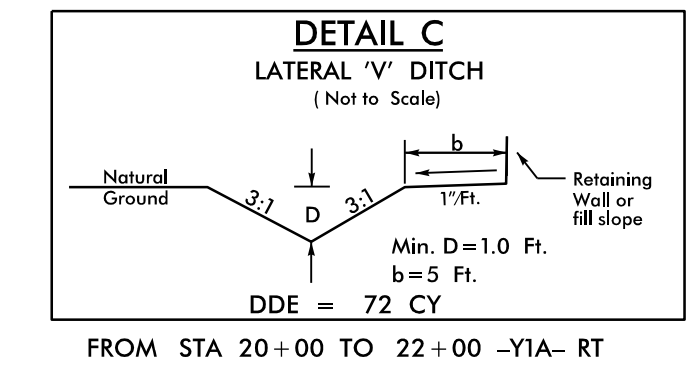 DETAIL C
LATERAL 'V' DITCH
( Not to Scale)
b
Natural
Ground
3:1
D
3:1
1"/Ft.
Retaining
Wall or
fill slope
Min. D=1.0 Ft.
b=5 Ft.
DDE = 72 CY
FROM STA 20+00 TO 22+00 -Y1A- RT